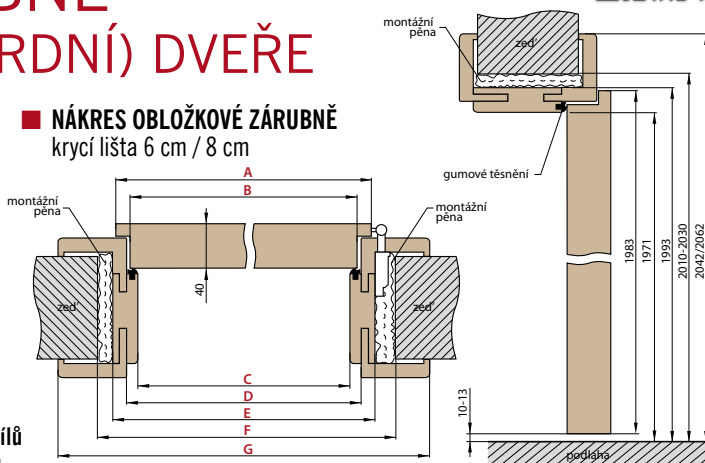 RDNÍ) DVEŘE
NÁKRES OBLOŽKOVÉ ZÁRUBNĚ
krycí lišta 6 cm / 8 cm
A
B
montážní
pěna
montážní
pěna
zeď
zeď
40
C
D
E
F
G
ílů
montážní
pěna
zeď
gumové těsnění
1983
1971
1993
2010-2030
2042/2062
10-13
podlaha